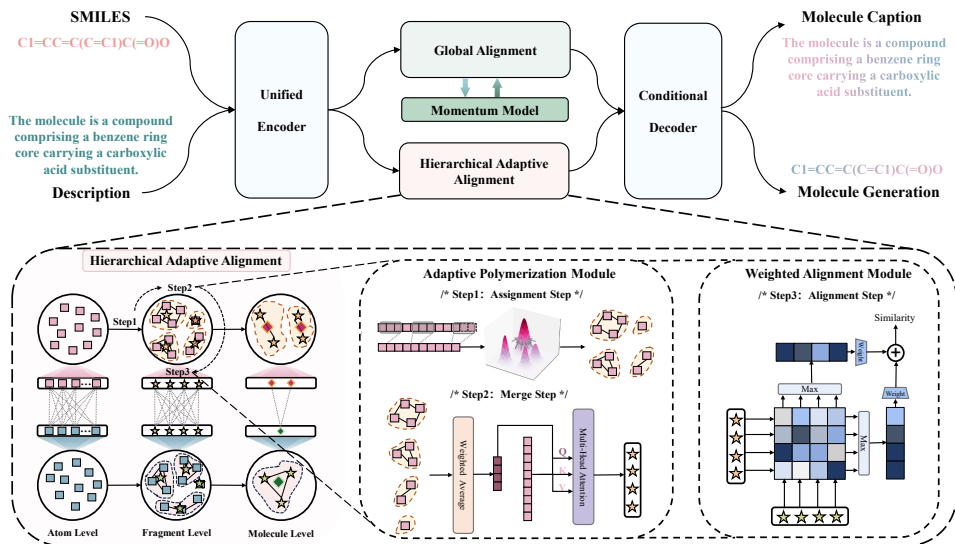 SMILES
C1=CC=C(C=C1)C(=O)O
The molecule is a compound
comprising a benzene ring
core carrying a carboxylic
acid substituent.
Description
Unified
Encoder
Global Alignment
Momentum Model
Hierarchical Adaptive
Alignment
Conditional
Decoder
Molecule Caption
The molecule is a compound
comprising a benzene ring
core carrying a carboxylic
acid substituent.
C1=CC=C(C=C1)C(=O)O
Molecule Generation
Hierarchical Adaptive Alignment
Step2
Step1
Step3
Atom Level
Fragment Level
Molecule Level
Adaptive Polymerization Module
/* Step1: Assignment Step */
/* Step2: Merge Step */
Weighted
Average
Q
K
V
Multi-Head
Attention
Weighted Alignment Module
/* Step3: Alignment Step */
Similarity
Weight
Max
Weight
Max